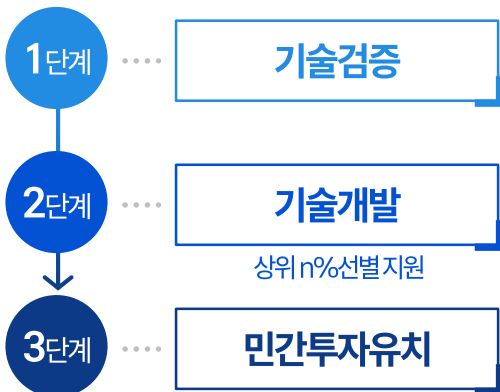 1단계
기술검증
2단계
기술개발
상위 n%선별 지원
3단계
민간투자유치